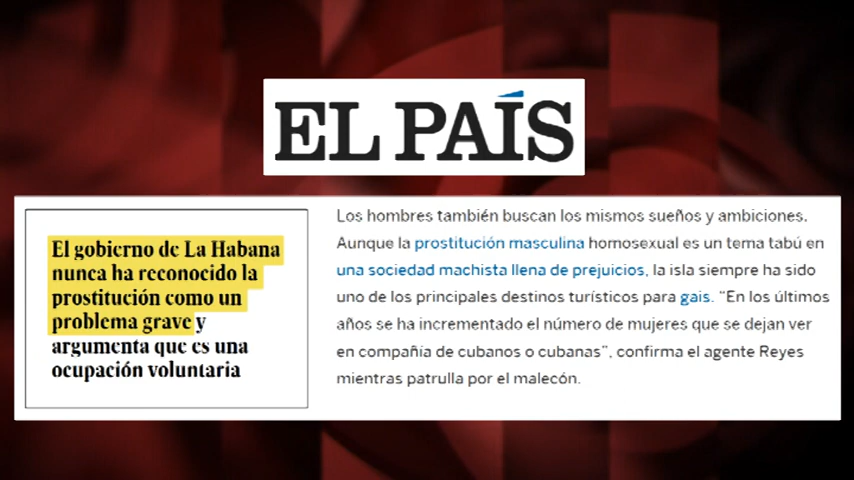 EL PAÍS
El gobierno de La Habana
nunca ha reconocido la
prostitución como un
problema grave y
argumenta que es una
ocupación voluntaria
Los hombres también buscan los mismos sueños y ambiciones.
Aunque la prostitución masculina homosexual es un tema tabú en
una sociedad machista llena de prejuicios, la isla siempre ha sido
uno de los principales destinos turísticos para gais. “En los últimos
años se ha incrementado el número de mujeres que se dejan ver
en compañía de cubanos o cubanas”, confirma el agente Reyes
mientras patrulla por el malecón.